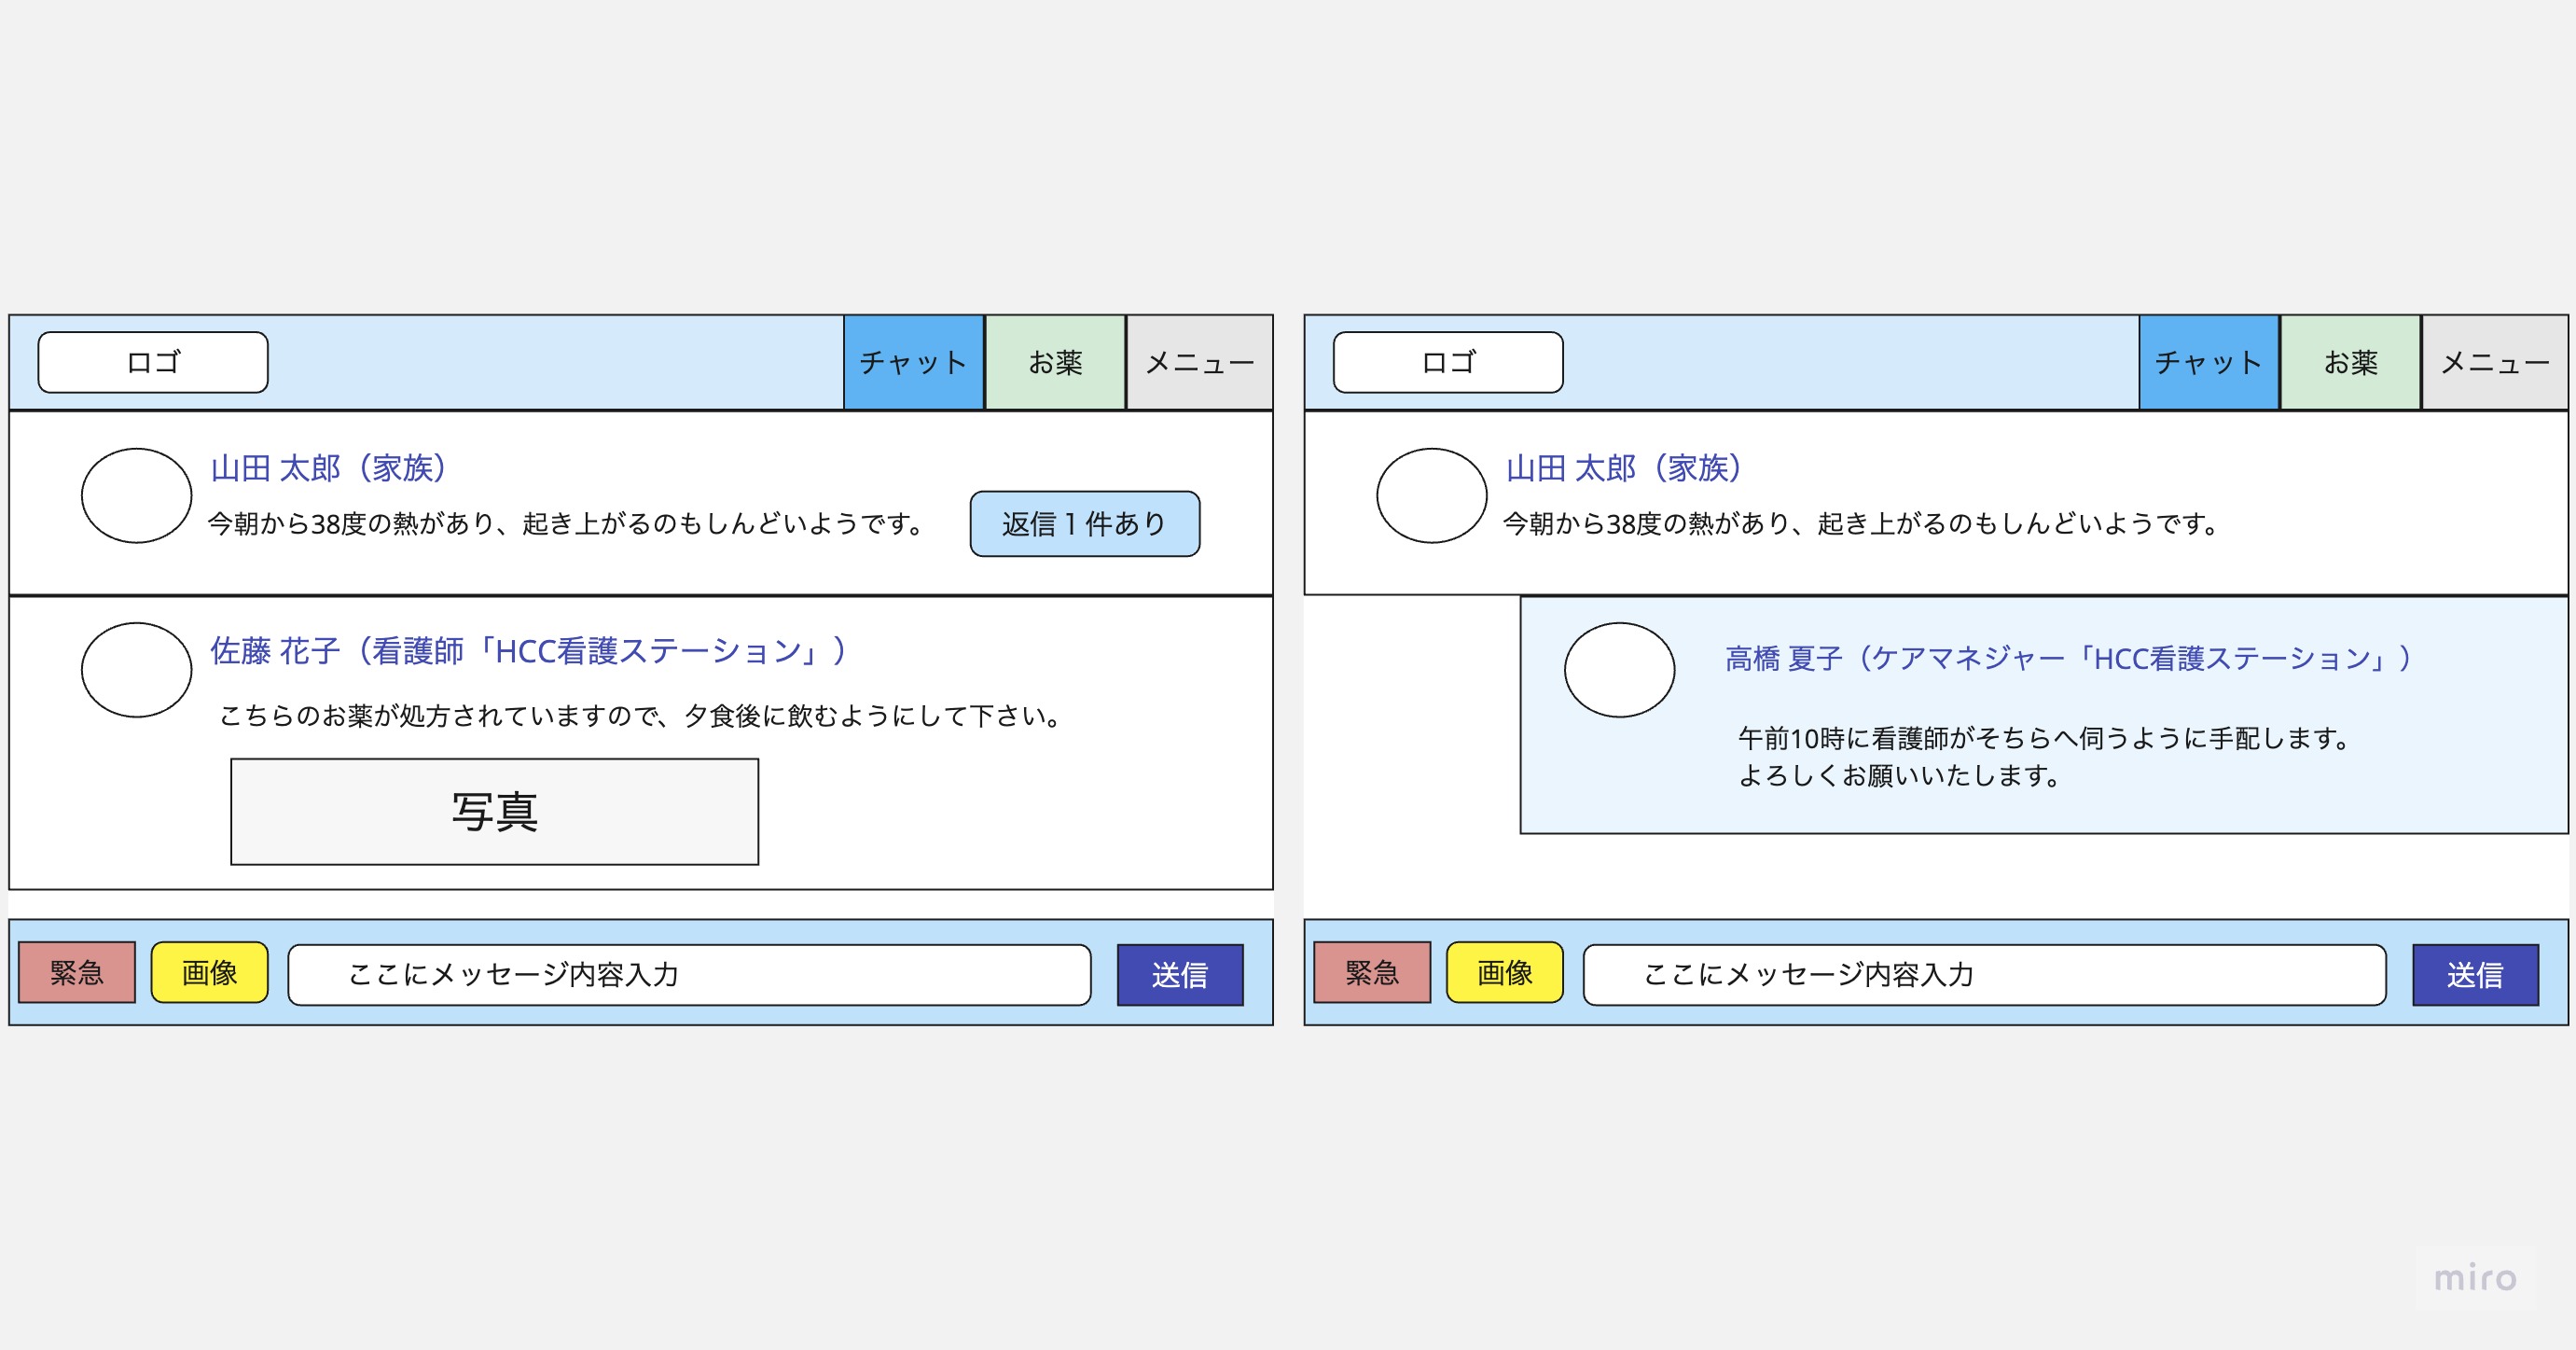 ロゴ
チャット
お薬
メニュー
山田 太郎（家族）
今朝から38度の熱があり、起き上がるのもしんどいようです。
返信１件あり
佐藤 花子（看護師「HCC看護ステーション」）
こちらのお薬が処方されていますので、夕食後に飲むようにして下さい。
写真
緊急
画像
ここにメッセージ内容入力
送信
ロゴ
チャット
お薬
メニュー
山田 太郎（家族）
今朝から38度の熱があり、起き上がるのもしんどいようです。
高橋 夏子（ケアマネジャー「HCC看護ステーション」）
午前10時に看護師がそちらへ伺うように手配します。
よろしくお願いいたします。
緊急
画像
ここにメッセージ内容入力
送信
miro